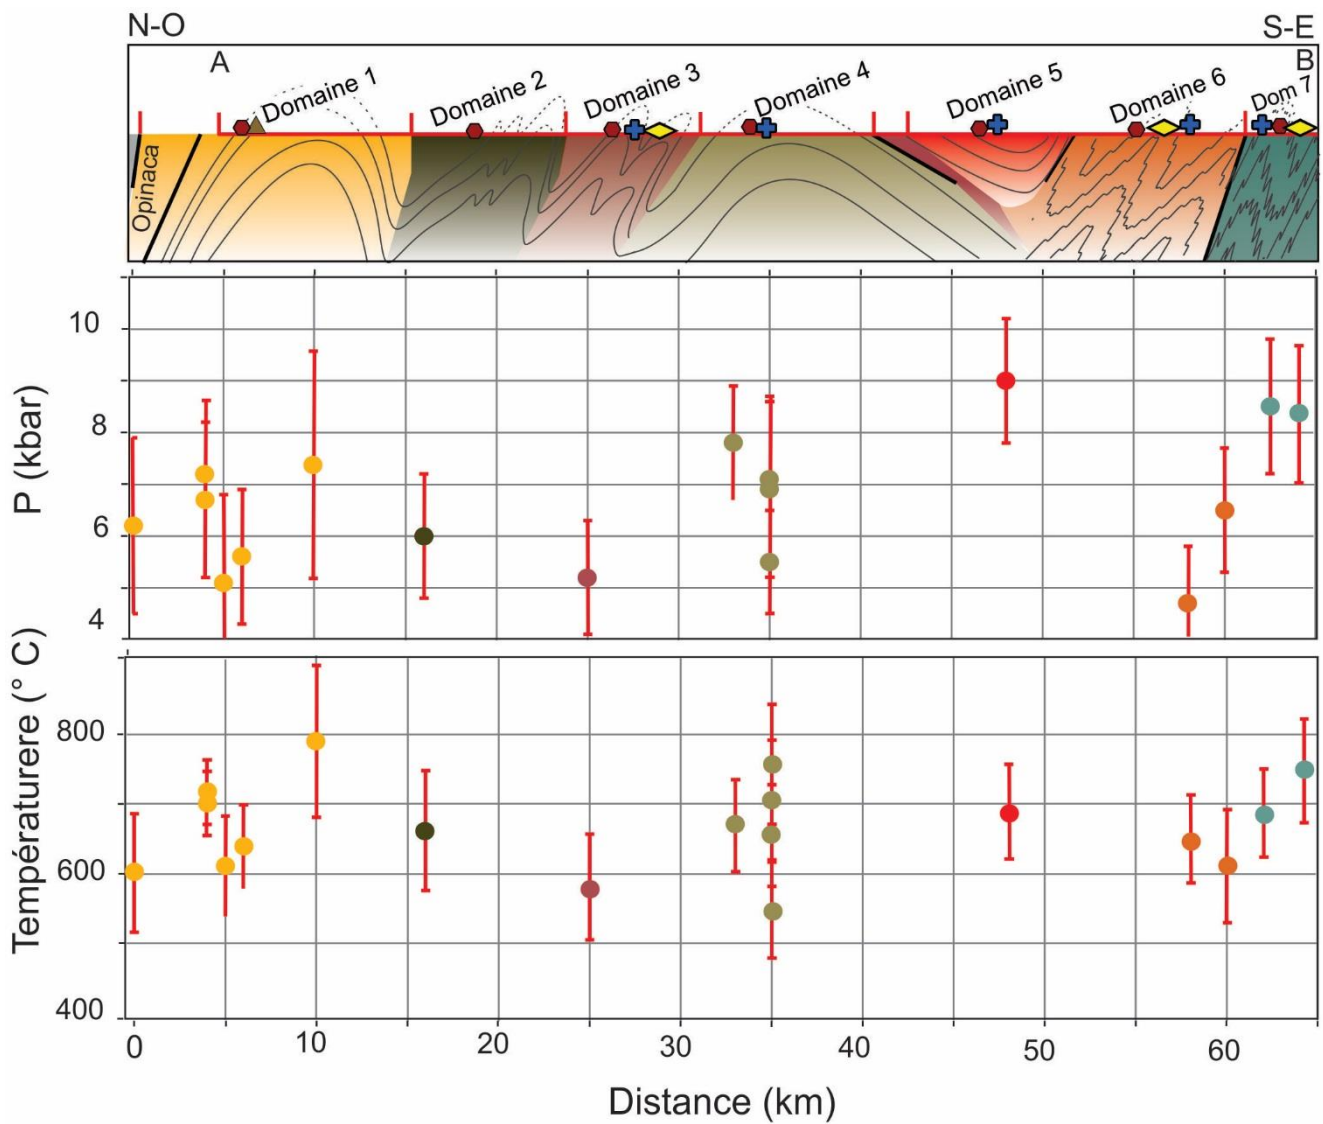 N-O
S-E
A
B
Domaine 1
Domaine 2
Domaine 3
Domaine 4
Domaine 5
Domaine 6
Dom 7
Opinaca
P (kbar)
10
8
6
4
Températurere (° C)
800
600
400
0
10
20
30
40
50
60
Distance (km)